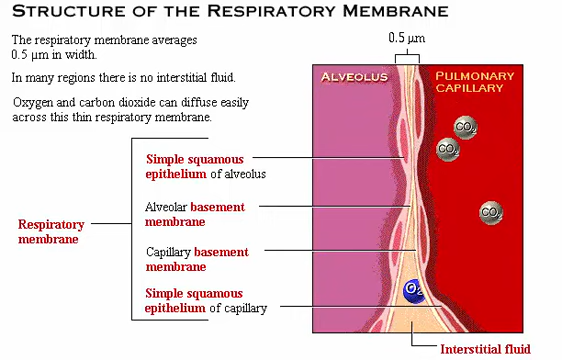 STRUCTURE OF THE RESPIRATORY MEMBRANE
The respiratory membrane averages
0.5 μm in width.
In many regions there is no interstitial fluid.
Oxygen and carbon dioxide can diffuse easily
across this thin respiratory membrane.
0.5 μm
ALVEOLUS
PULMONARY
CAPILLARY
CO2
CO2
CO2
Simple squamous
epithelium of alveolus
Alveolar basement
membrane
Respiratory
membrane
Capillary basement
membrane
Simple squamous
epithelium of capillary
O2
Interstitial fluid